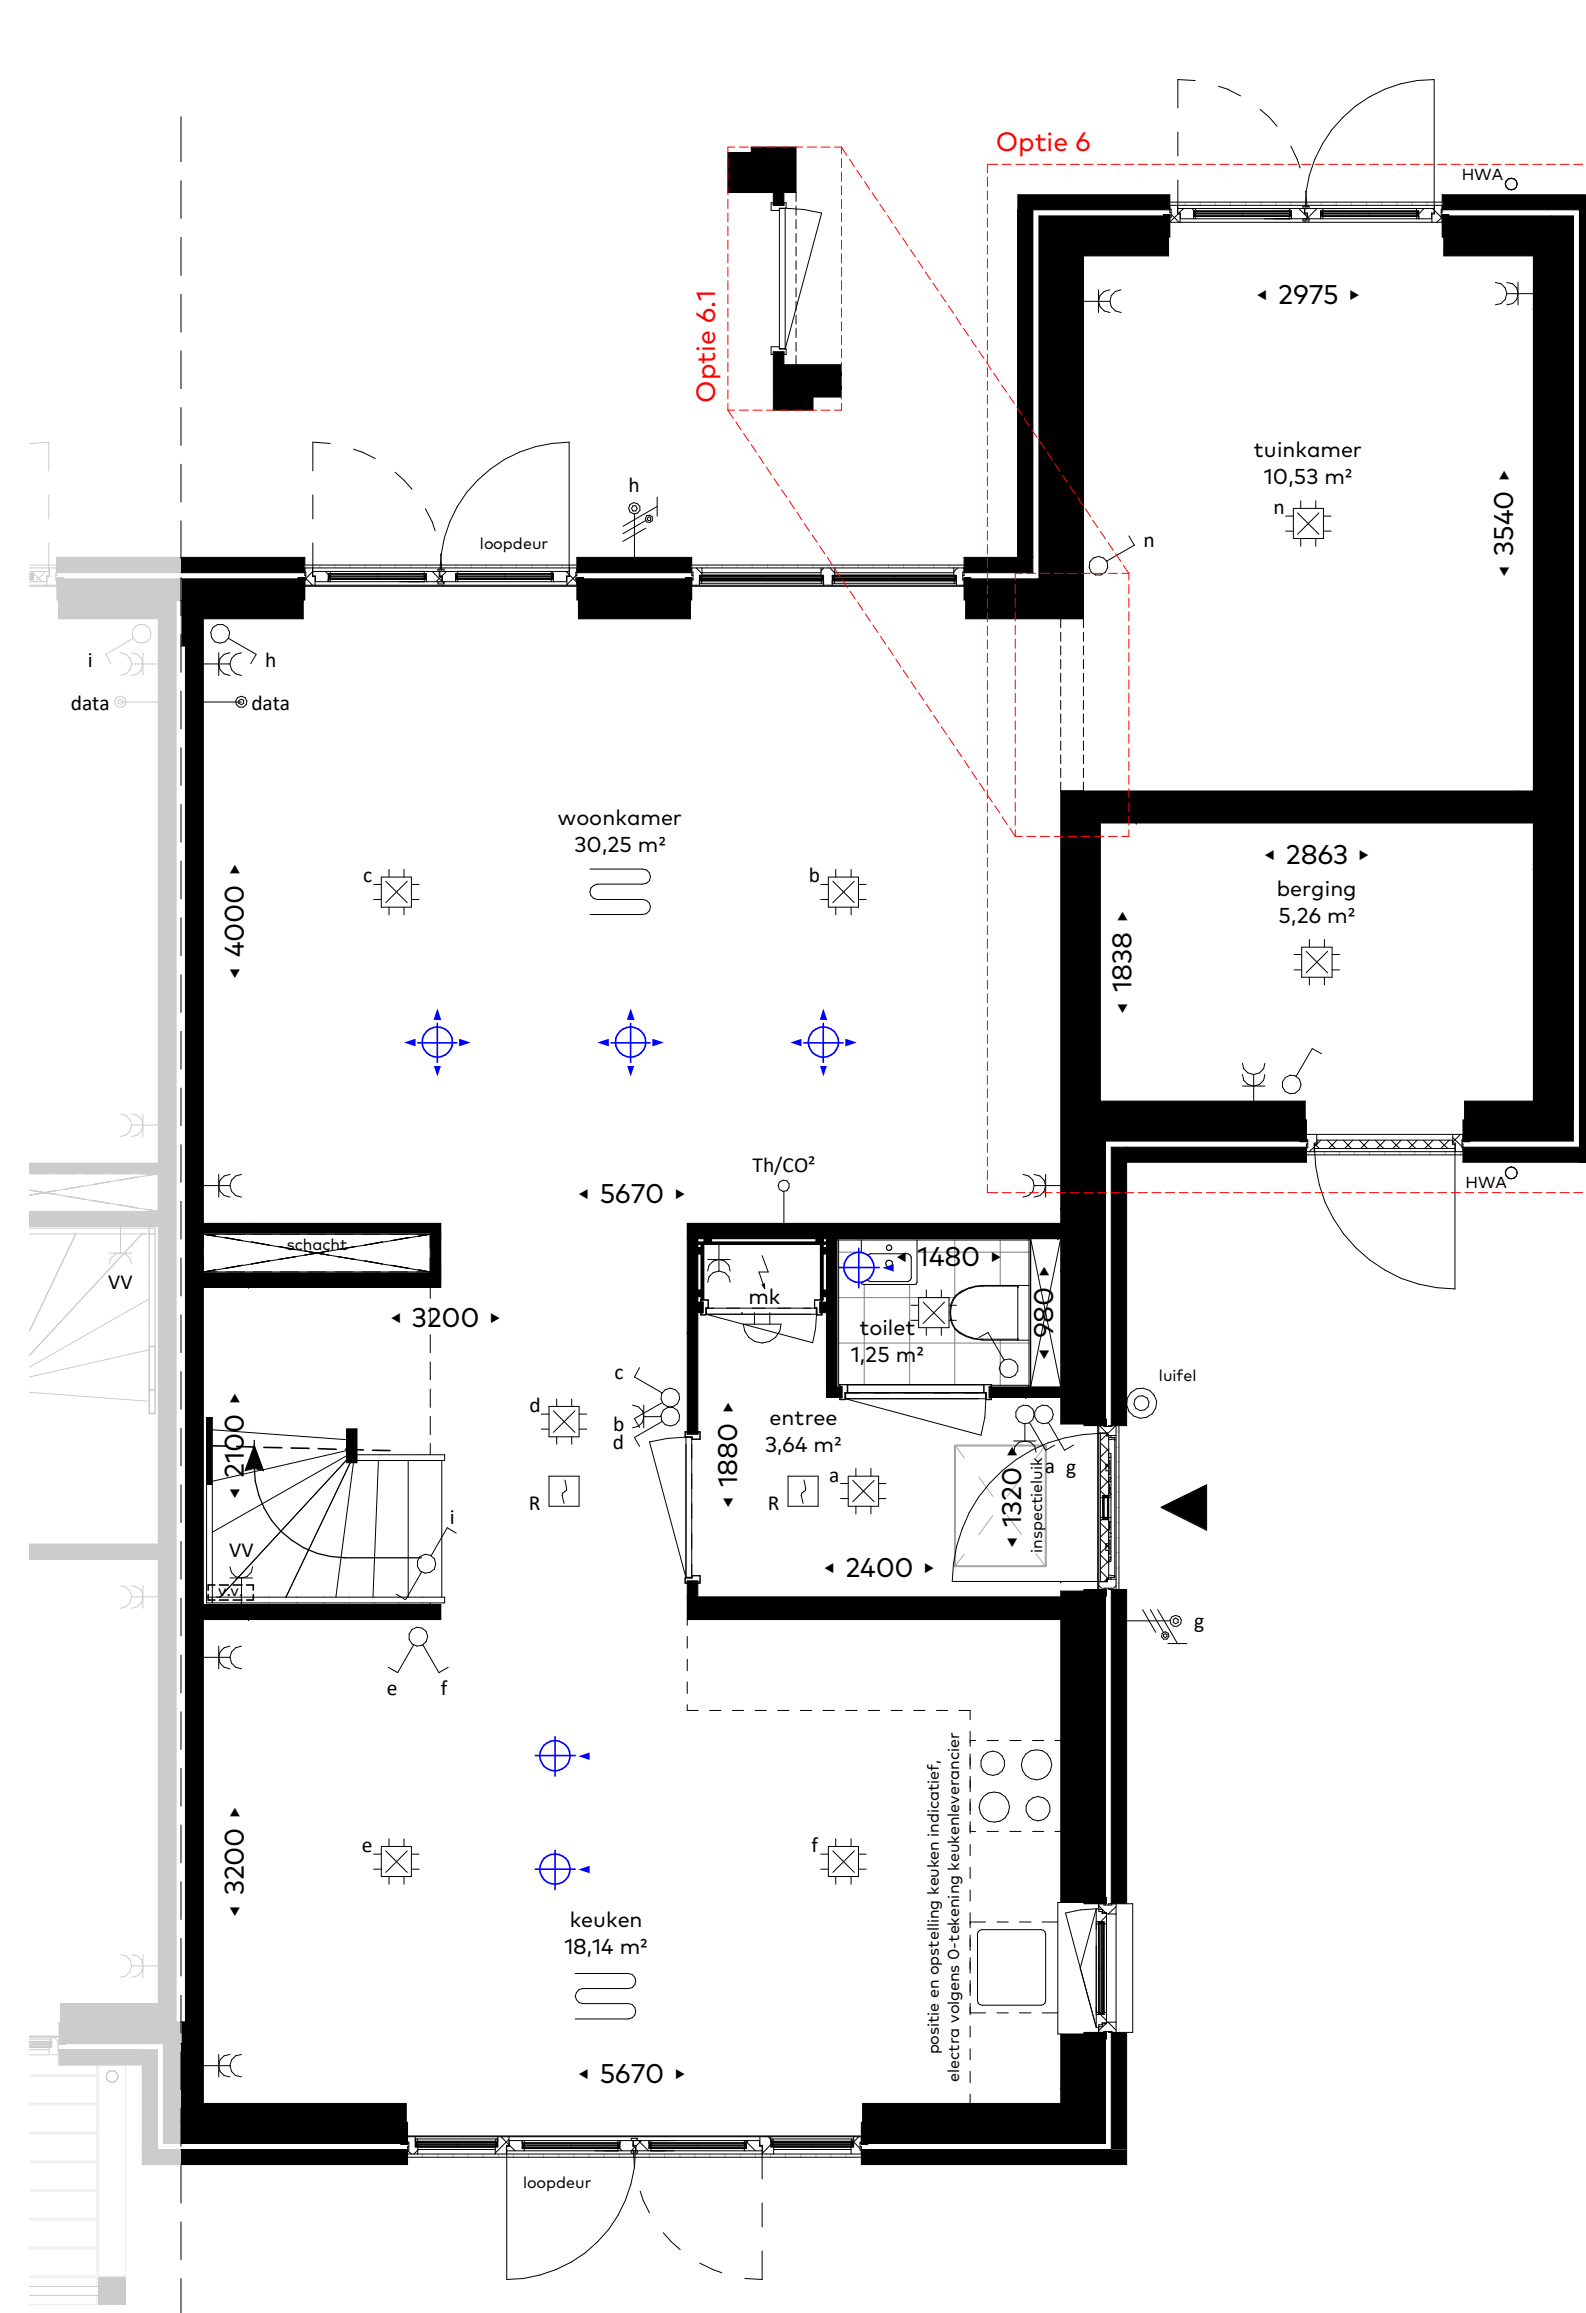 Optie 6
HWA
2975
Optie 6.1
tuinkamer
10,53 m²
n
3540
n
h
loopdeur
i
h
data
data
woonkamer
30,25 m²
c
b
4000
2863
berging
5,26 m²
1838
Th/CO²
5670
HWA
schacht
VV
mk
1480
980
toilet
1,25 m²
3200
luifel
c
b
d
d
2100
1880
entree
3,64 m²
a
g
1320
inspectieluik
R
R
a
i
VV
v.v.
2400
g
e
f
positie en opstelling keuken indicatief,
electra volgens 0-tekening keukenleverancier
3200
e
f
keuken
18,14 m²
5670
loopdeur